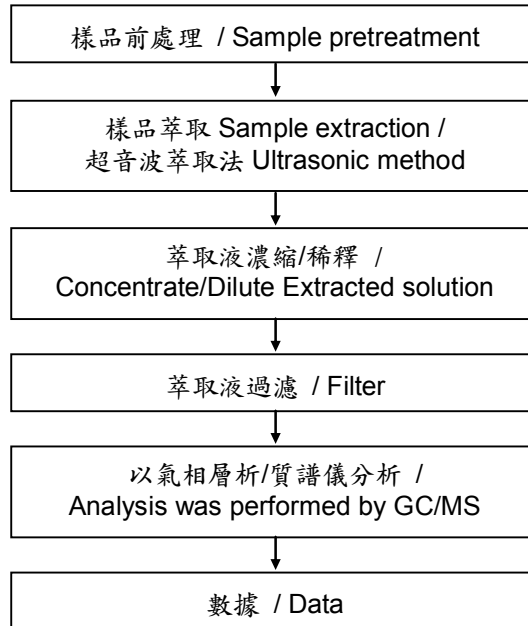 樣品前處理 / Sample pretreatment
樣品萃取 Sample extraction /
超音波萃取法 Ultrasonic method
萃取液濃縮/稀釋 /
Concentrate/Dilute Extracted solution
萃取液過濾 / Filter
以氣相層析/質譜儀分析 /
Analysis was performed by GC/MS
數據 / Data